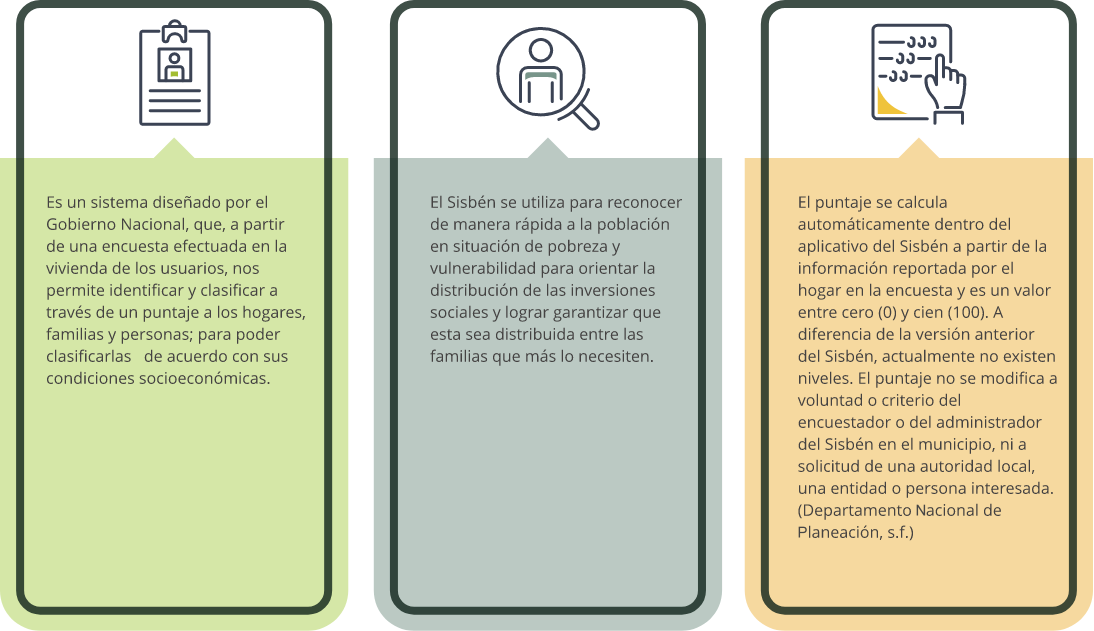 Es un sistema diseñado por el
Gobierno Nacional, que, a partir
de una encuesta efectuada en la
vivienda de los usuarios, nos
permite identificar y clasificar a
través de un puntaje a los hogares,
familias y personas; para poder
clasificarlas de acuerdo con sus
condiciones socioeconómicas.
El Sisbén se utiliza para reconocer
de manera rápida a la población
en situación de pobreza y
vulnerabilidad para orientar la
distribución de las inversiones
sociales y lograr garantizar que
esta sea distribuida entre las
familias que más lo necesiten.
El puntaje se calcula
automáticamente dentro del
aplicativo del Sisbén a partir de la
información reportada por el
hogar en la encuesta y es un valor
entre cero (0) y cien (100). A
diferencia de la versión anterior
del Sisbén, actualmente no existen
niveles. El puntaje no se modifica a
voluntad o criterio del
encuestador o del administrador
del Sisbén en el municipio, ni a
solicitud de una autoridad local,
una entidad o persona interesada.
(Departamento Nacional de
Planeación, s.f.)